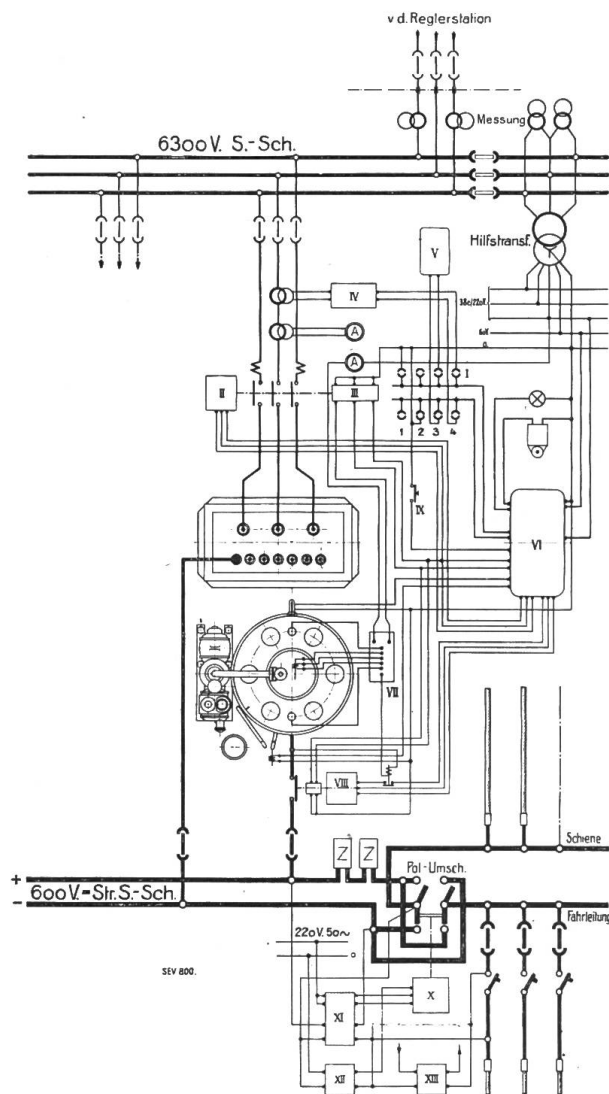 v. d. Reglerstation
Messung
6300 V. S.-Sch.
Hilfstransf.
V
IV
A
A
I
II
III
1 2 3 4
IX
VI
VII
VIII
Schiene
Z Z
Pol-Umsch.
+
600 V. = Str. S.-Sch.
–
Fahrleitung
220 V. 50~
SEV 800.
X
XI
XII
XIII